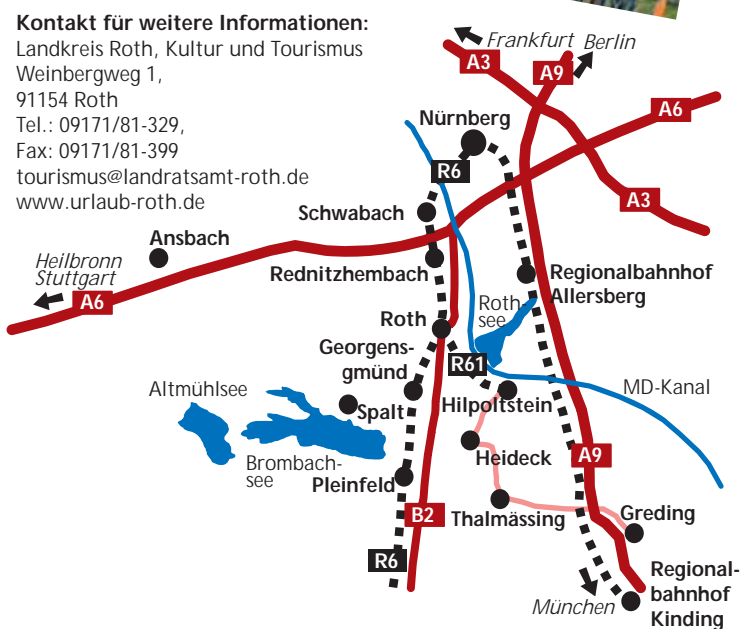 Kontakt für weitere Informationen:
Landkreis Roth, Kultur und Tourismus
Weinbergweg 1,
91154 Roth
Tel.: 09171/81-329,
Fax: 09171/81-399
tourismus@landratsamt-roth.de
www.urlaub-roth.de
Frankfurt
Berlin
A3
A9
A6
Nürnberg
R6
A3
Schwabach
Ansbach
Heilbronn
Stuttgart
A6
Rednitzhembach
Regionalbahnhof
Allersberg
Roth-
see
Roth
Georgens-
gmünd
R61
MD-Kanal
Altmühlsee
Spalt
Hilpoltstein
Brombach-
see
Heideck
A9
Pleinfeld
B2
Thalmässing
Greding
R6
Regional-
bahnhof
Kinding
München